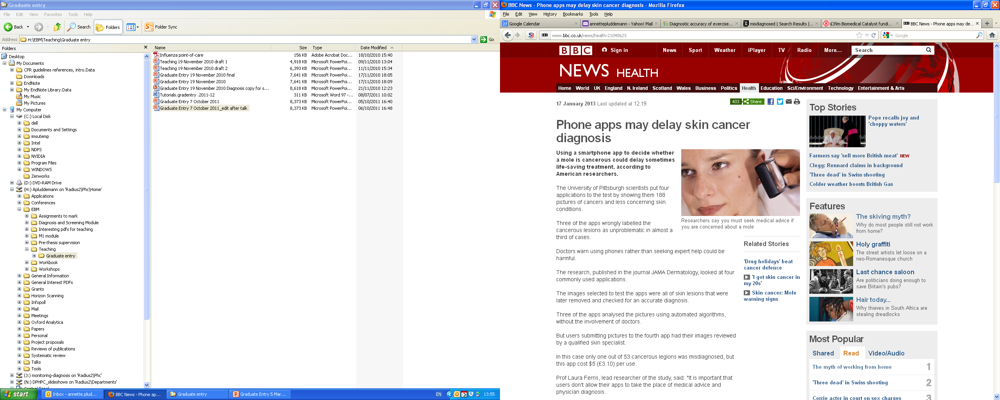 Graduate entry
File Edit View Favorites Tools Help
Back Search Folders Folder Sync
Address H:\EBM\Teaching\Graduate entry Go
Folders
Desktop
My Documents
CPR guidelines references, intro.Data
Downloads
EndNote
My EndNote Library.Data
My Music
My Pictures
My Computer
(C:) Local Disk
dell
Documents and Settings
imsutemp
Intel
NDPS
NVIDIA
Program Files
WINDOWS
Zenworks
(D:) DVD-RAM Drive
(H:) Apluddemann on 'Radius2\Phc\Home'
Applications
Conferences
EBM
Assignments to mark
Diagnosis and Screening Module
Interesting pdfs for teaching
M1 module
Pre-thesis supervision
Teaching
Graduate entry
Workbook
Workshops
General Information
General Interest PDFs
Grants
Horizon Scanning
Infopoll
Mail
Meetings
Oxford Analytica
Papers
Personal
Project proposals
Reviews of publications
Systematic review
Talks
Tools
(J:) monitoring-diagnosis on 'Radius2\Phc'
(N:) DPHPC_slideshows on 'Radius2\Departments'
Name Size Type Date Modified
Influenza point-of-care 156 KB Adobe Acrobat Doc... 18/10/2010 15:40
Teaching 19 November 2010 draft 1 4,918 KB Microsoft PowerPoi... 09/11/2010 13:04
Teaching 19 November 2010 draft 2 6,393 KB Microsoft PowerPoi... 11/11/2010 15:34
Graduate Entry 19 November 2010 final 7,641 KB Microsoft PowerPoi... 17/11/2010 18:05
Graduate Entry 19 November 2010 7,641 KB Microsoft PowerPoi... 17/11/2010 18:09
Graduate Entry 19 November 2010 Diagnosis copy for s... 8,618 KB Microsoft PowerPoi... 21/11/2010 12:23
Tutorials.gradentry .2011-12 311 KB Microsoft Word 97 -... 08/07/2011 10:02
Graduate Entry 7 October 2011 8,373 KB Microsoft PowerPoi... 05/10/2011 16:40
Graduate Entry 7 October 2011_edit after talk 8,373 KB Microsoft PowerPoi... 06/10/2011 16:48
start Inbox - annette.plud... BBC News - Phone ap... Graduate entry Graduate Entry 5 Mar... EN 13:55
BBC News - Phone apps may delay skin cancer diagnosis - Mozilla Firefox
File Edit View History Bookmarks Tools Help
27 Google Calendar annettepluddemann - Yahoo! Mail Diagnostic accuracy of exercise... misdiagnosed | Search Results |... £39m Biomedical Catalyst fundi... BBC News - Phone apps may de...
BBC www.bbc.co.uk/news/health-21045623 Google
BBC Sign in News Sport Weather iPlayer TV Radio More... Search
NEWS HEALTH
Home World UK England N. Ireland Scotland Wales Business Politics Health Education Sci/Environment Technology Entertainment & Arts
17 January 2013 Last updated at 12:19
403 Share
Phone apps may delay skin cancer
diagnosis
Using a smartphone app to decide whether
a mole is cancerous could delay sometimes
life-saving treatment, according to
American researchers.
The University of Pittsburgh scientists put four
applications to the test by showing them 188
pictures of cancers and less concerning skin
conditions.
Three of the apps wrongly labelled the
cancerous lesions as unproblematic in almost a
third of cases.
Doctors warn using phones rather than seeking expert help could be
harmful.
The research, published in the journal JAMA Dermatology, looked at four
commonly used applications.
The images selected to test the apps were all of skin lesions that were
later removed and checked for an accurate diagnosis.
Three of the apps analysed the pictures using automated algorithms,
without the involvement of doctors.
But users submitting pictures to the fourth app had their images reviewed
by a qualified skin specialist.
In this case only one out of 53 cancerous legions was misdiagnosed, but
this app cost $5 (£3.10) per use.
Prof Laura Ferris, lead researcher of the study, said: "It is important that
users don't allow their apps to take the place of medical advice and
physician diagnosis.
Researchers say you must seek medical advice if
you are concerned about a mole
Related Stories
'Drug holidays' beat
cancer defence
'I got skin cancer in
my 20s'
Skin cancer: Mole
warning signs
Top Stories
Pope recalls joy and
'choppy waters'
Farmers say 'sell more British meat' NEW
Clegg: Rennard claims in background
'Three dead' in Swiss shooting
Colder weather boosts British Gas
Features
The skiving myth?
Why do most people still not work
from home?
Holy graffiti
The street artists let loose on a
neo-Romanesque church
Last chance saloon
Are politicians doing enough to
save Britain's pubs?
Hair today...
Why thieves in South Africa are
stealing dreadlocks
Most Popular
Shared Read Video/Audio
The myth of working from home 1
'Three dead' in Swiss shooting 2
Corrie actor in court on sex charges 3